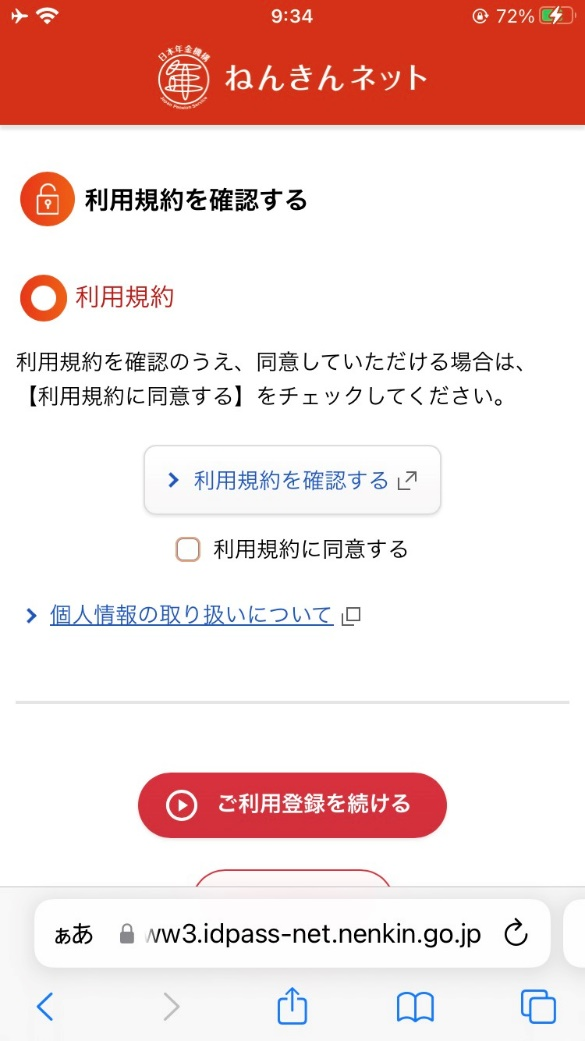 9:34
72%
日本年金機構
Japan Pension Service
ねんきんネット
利用規約を確認する
利用規約
利用規約を確認のうえ、同意していただける場合は、
【利用規約に同意する】をチェックしてください。
利用規約を確認する
利用規約に同意する
個人情報の取り扱いについて
ご利用登録を続ける
ぁあ
ww3.idpass-net.nenkin.go.jp